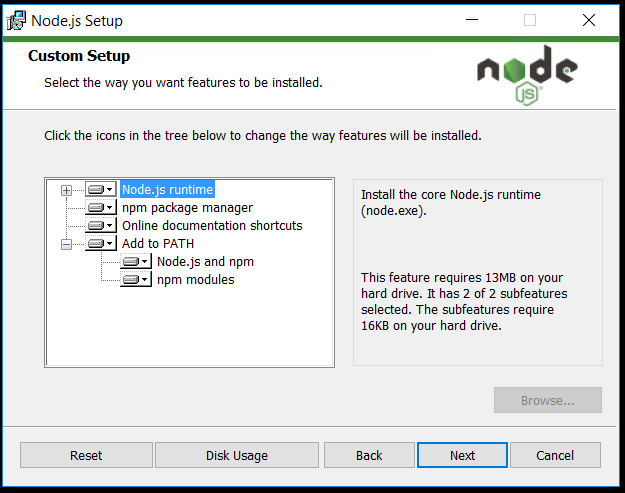 Node.js Setup
Custom Setup
Select the way you want features to be installed.
node
JS
Click the icons in the tree below to change the way features will be installed.
Node.js runtime
npm package manager
Online documentation shortcuts
Add to PATH
Node.js and npm
npm modules
Install the core Node.js runtime
(node.exe).
This feature requires 13MB on your
hard drive. It has 2 of 2 subfeatures
selected. The subfeatures require
16KB on your hard drive.
Browse...
Reset
Disk Usage
Back
Next
Cancel